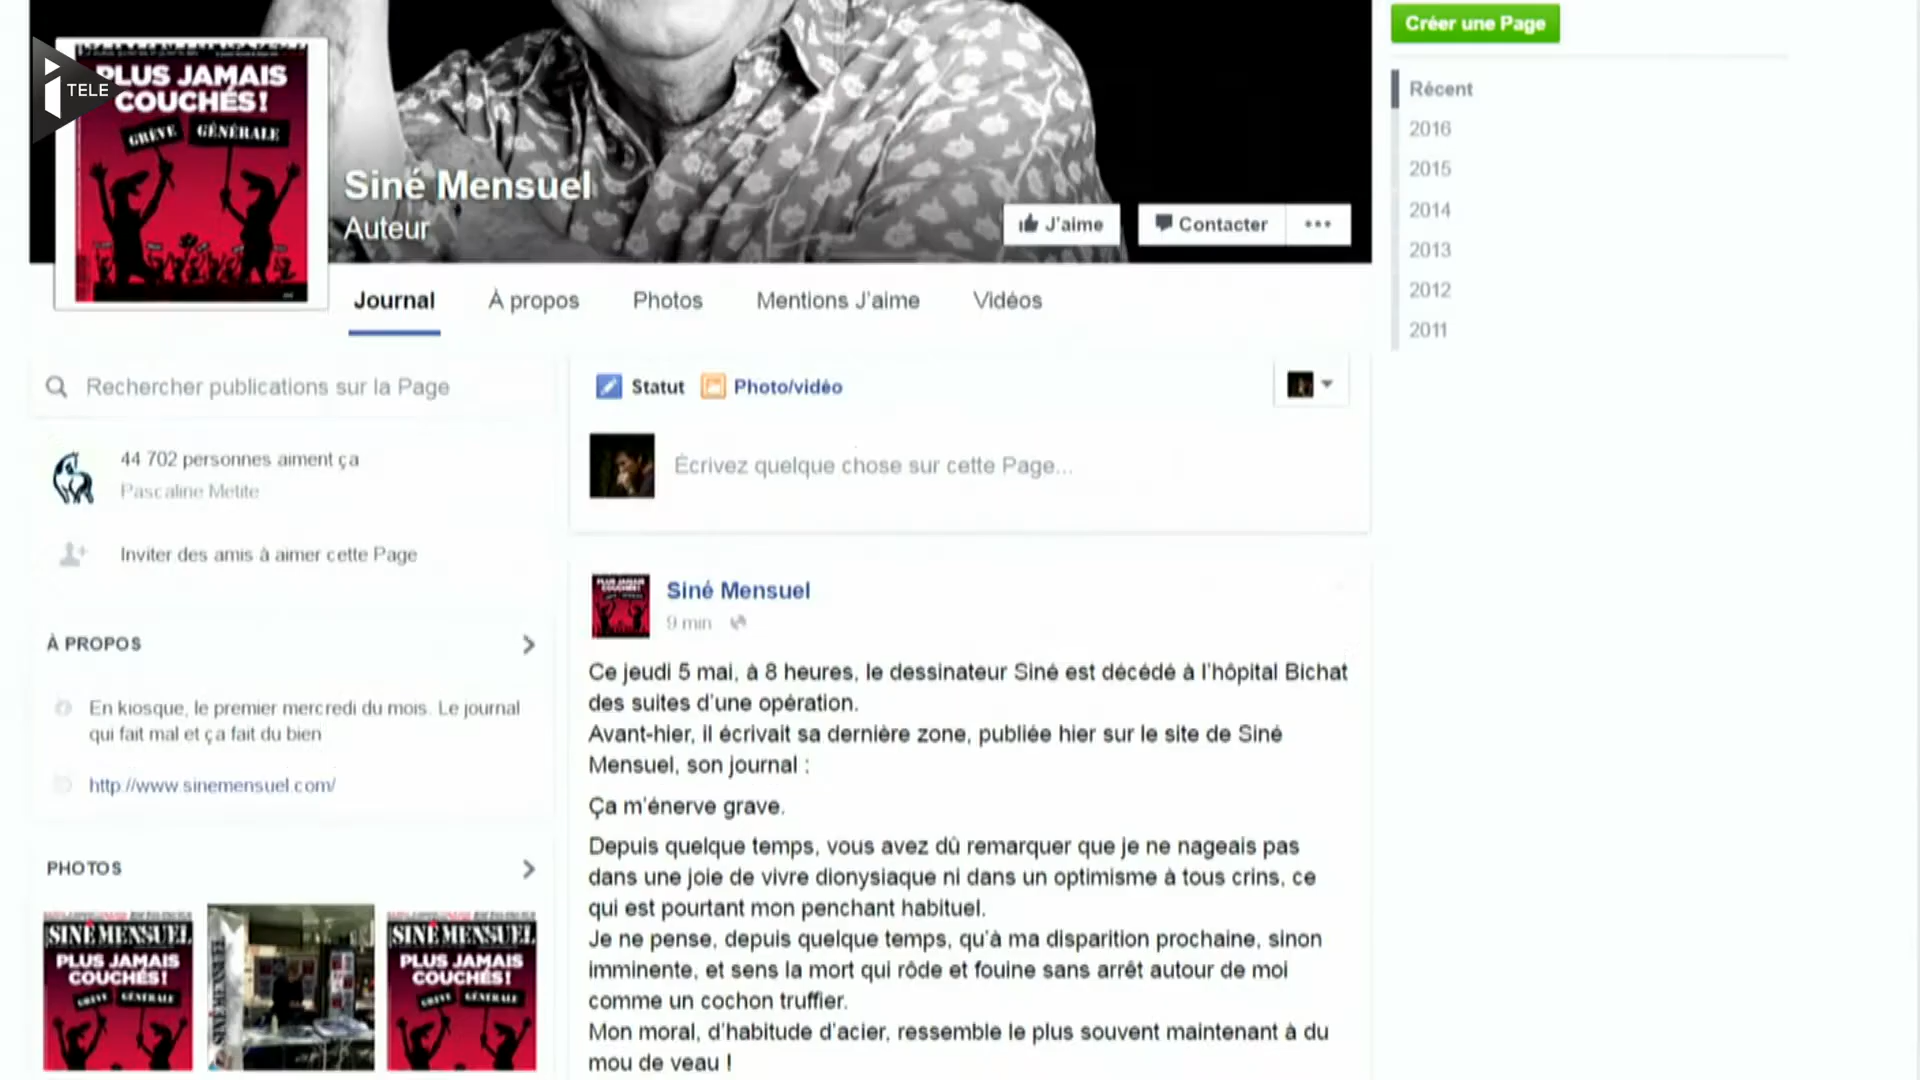 TELE
PLUS JAMAIS
COUCHÉS !
GRÈVE GÉNÉRALE
Siné Mensuel
Auteur
J'aime
Contacter
Journal
À propos
Photos
Mentions J'aime
Vidéos
Créer une Page
Récent
2016
2015
2014
2013
2012
2011
Rechercher publications sur la Page
44 702 personnes aiment ça
Pascaline Metite
Inviter des amis à aimer cette Page
À PROPOS
En kiosque, le premier mercredi du mois. Le journal
qui fait mal et ça fait du bien
http://www.sinemensuel.com/
PHOTOS
SINÉ MENSUEL
PLUS JAMAIS
COUCHÉS !
GRÈVE GÉNÉRALE
SINÉ MENSUEL
SINÉ MENSUEL
PLUS JAMAIS
COUCHÉS !
GRÈVE GÉNÉRALE
Statut
Photo/vidéo
Écrivez quelque chose sur cette Page...
PLUS JAMAIS
COUCHÉS !
Siné Mensuel
9 min
Ce jeudi 5 mai, à 8 heures, le dessinateur Siné est décédé à l'hôpital Bichat
des suites d'une opération.
Avant-hier, il écrivait sa dernière zone, publiée hier sur le site de Siné
Mensuel, son journal :
Ça m'énerve grave.
Depuis quelque temps, vous avez dû remarquer que je ne nageais pas
dans une joie de vivre dionysiaque ni dans un optimisme à tous crins, ce
qui est pourtant mon penchant habituel.
Je ne pense, depuis quelque temps, qu'à ma disparition prochaine, sinon
imminente, et sens la mort qui rôde et fouine sans arrêt autour de moi
comme un cochon truffier.
Mon moral, d'habitude d'acier, ressemble le plus souvent maintenant à du
mou de veau !